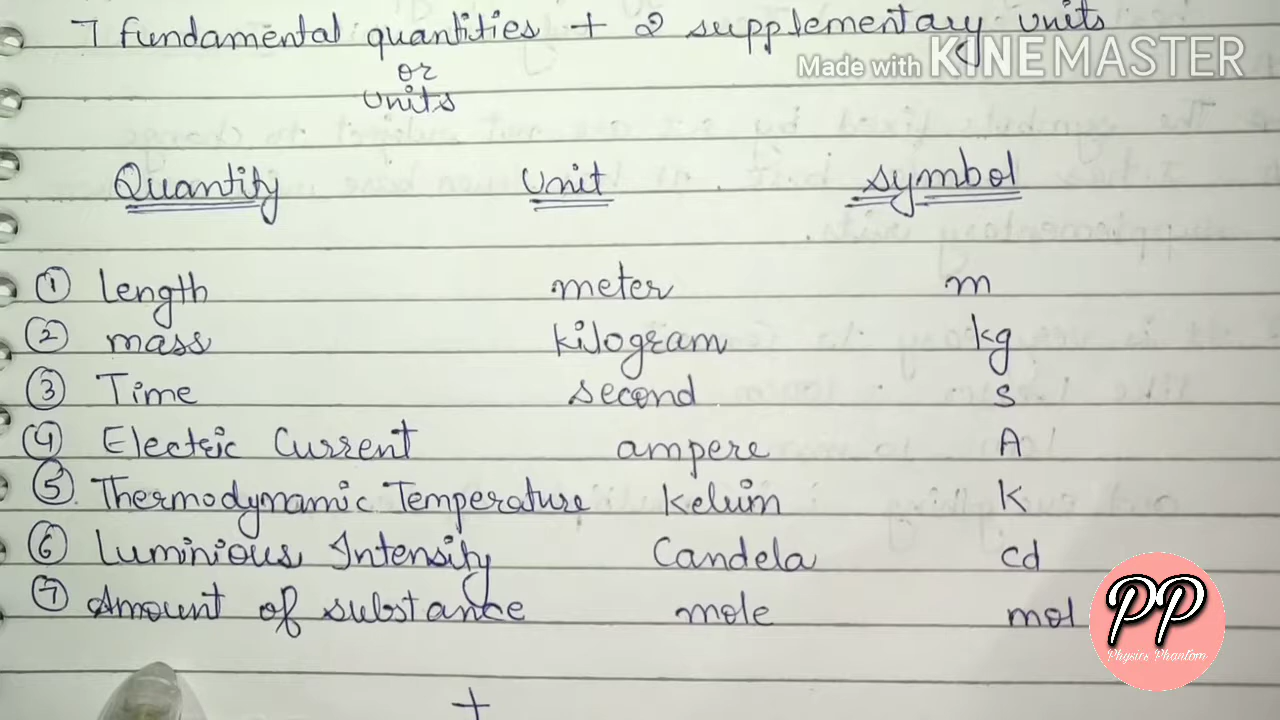 7 fundamental quantities + 2 supplementary units
or
units
Made with KINEMASTER
Quantity Unit symbol
① Length meter m
② mass kilogram kg
③ Time second s
④ Electric Current ampere A
⑤. Thermodynamic Temperature Kelvin K
⑥ Luminious Intensity Candela cd
⑦ Amount of substance mole mol
PP
Physics Phantom
+